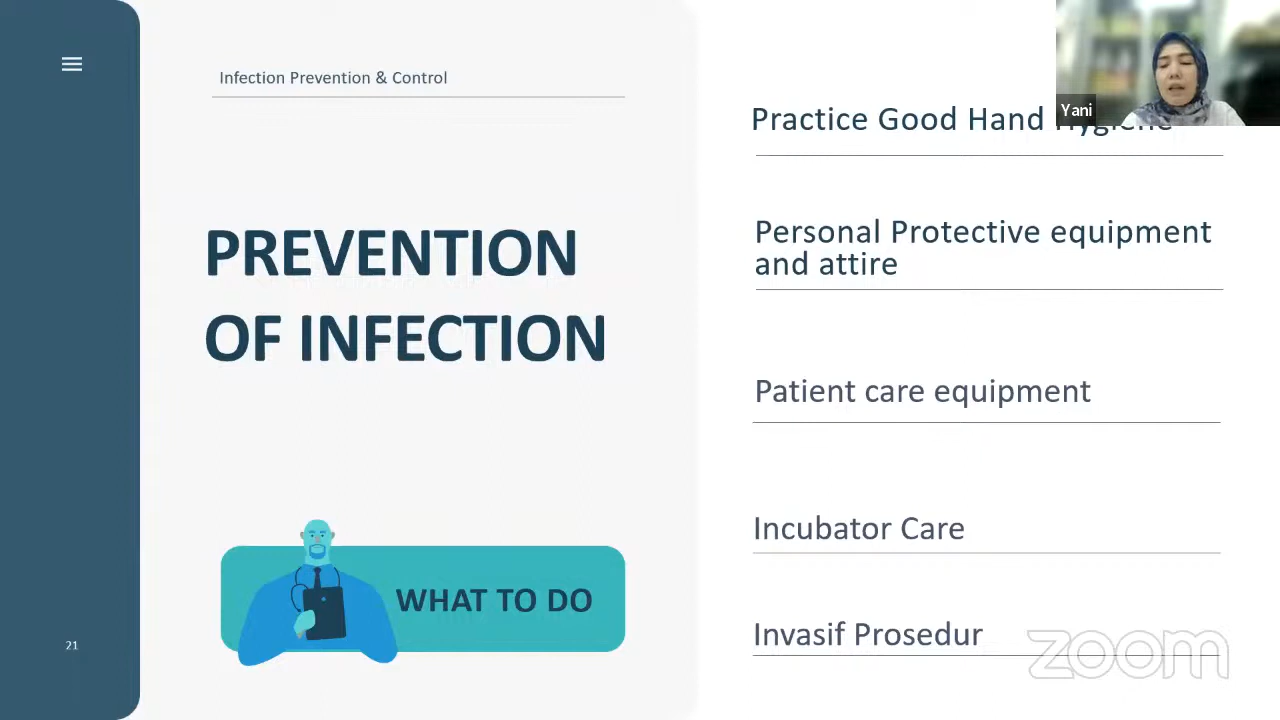 Infection Prevention & Control
PREVENTION
OF INFECTION
WHAT TO DO
21
Practice Good Hand Hygiene
Personal Protective equipment
and attire
Patient care equipment
Incubator Care
Invasif Prosedur
Yani
zoom